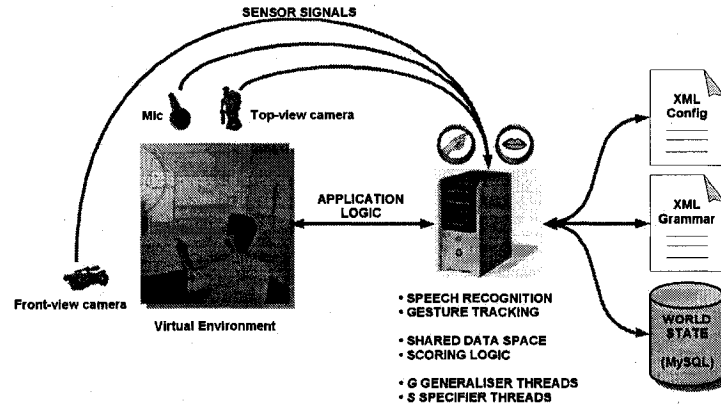 SENSOR SIGNALS
Mic
Top-view camera
APPLICATION
LOGIC
Front-view camera
Virtual Environment
• SPEECH RECOGNITION
• GESTURE TRACKING
• SHARED DATA SPACE
• SCORING LOGIC
• G GENERALISER THREADS
• S SPECIFIER THREADS
XML
Config
XML
Grammar
WORLD
STATE
(MySQL)